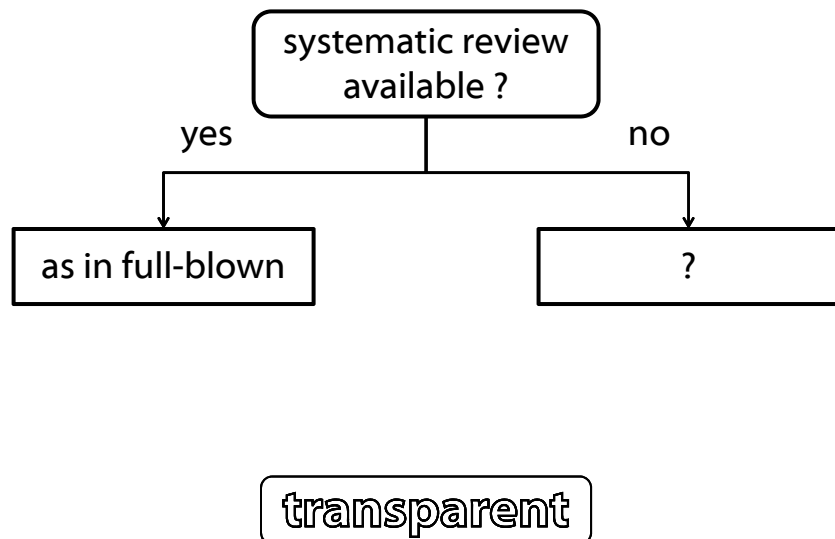 systematic review
available ?
yes
no
as in full-blown
?
transparent